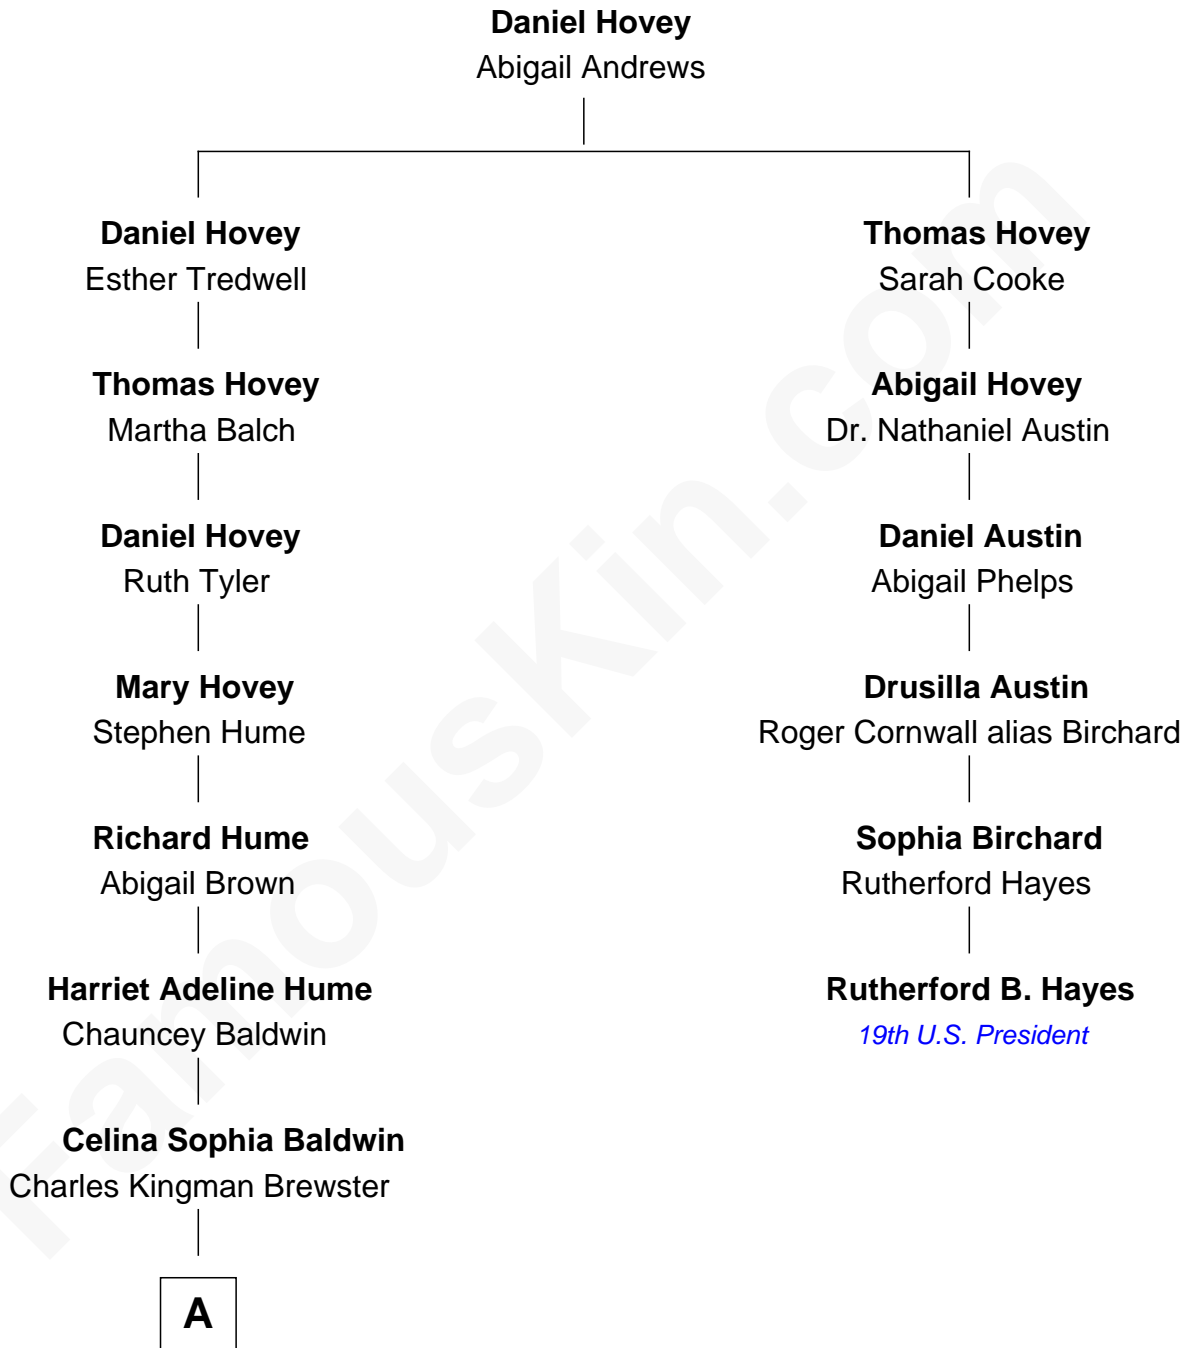 Daniel Hovey
Abigail Andrews
Daniel Hovey
Esther Tredwell
Thomas Hovey
Martha Balch
Daniel Hovey
Ruth Tyler
Mary Hovey
Stephen Hume
Richard Hume
Abigail Brown
Harriet Adeline Hume
Chauncey Baldwin
Celina Sophia Baldwin
Charles Kingman Brewster
A
Thomas Hovey
Sarah Cooke
Abigail Hovey
Dr. Nathaniel Austin
Daniel Austin
Abigail Phelps
Drusilla Austin
Roger Cornwall alias Birchard
Sophia Birchard
Rutherford Hayes
Rutherford B. Hayes
19th U.S. President
FamousKin.com